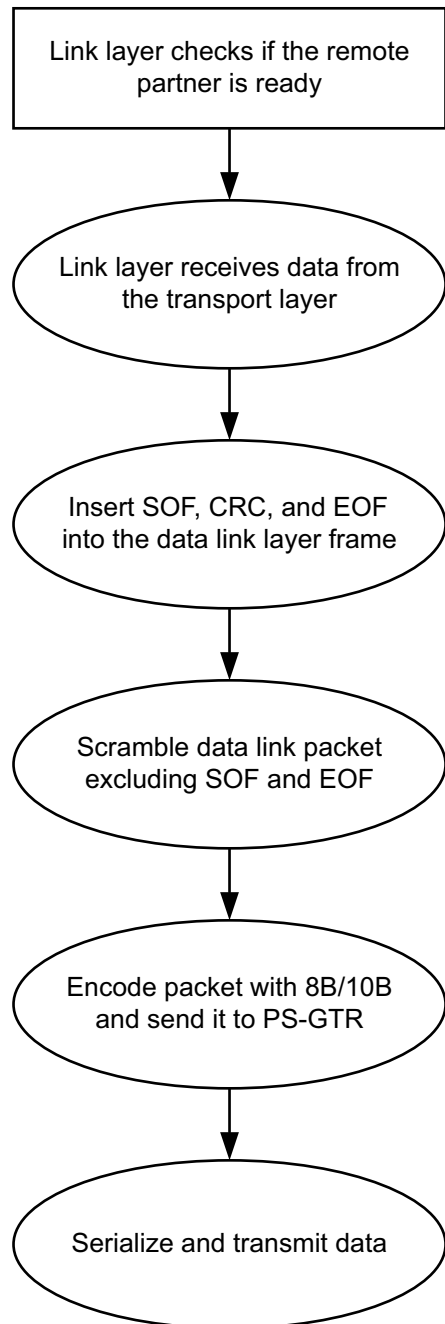 Link layer checks if the remote
partner is ready
Link layer receives data from
the transport layer
Insert SOF, CRC, and EOF
into the data link layer frame
Scramble data link packet
excluding SOF and EOF
Encode packet with 8B/10B
and send it to PS-GTR
Serialize and transmit data